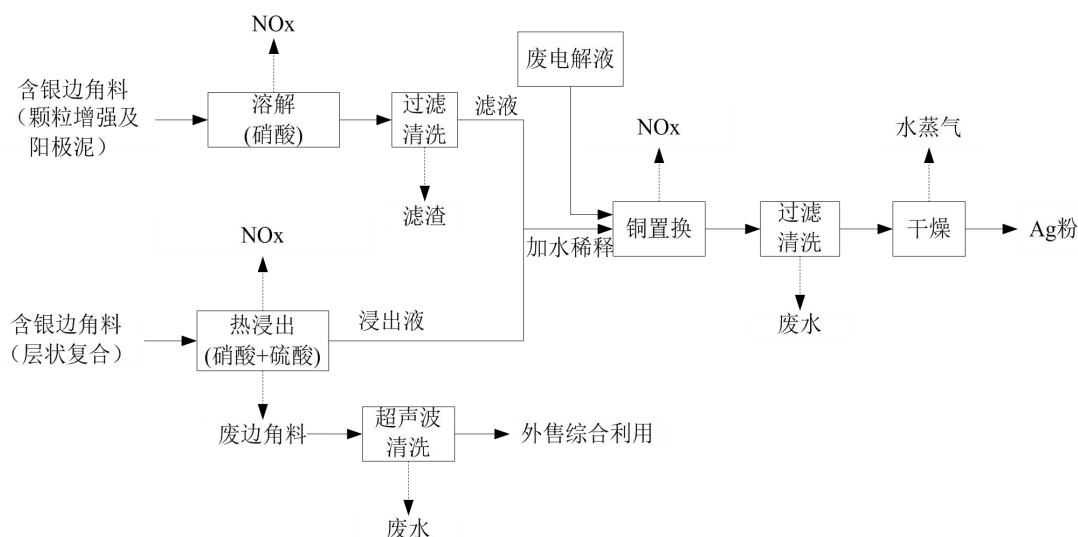 NOx
含银边角料
（颗粒增强及
阳极泥）
溶解
(硝酸)
过滤
清洗
滤液
滤渣
废电解液
NOx
铜置换
加水稀释
过滤
清洗
废水
水蒸气
干燥
Ag粉
NOx
含银边角料
（层状复合）
热浸出
(硝酸+硫酸)
浸出液
废边角料
超声波
清洗
外售综合利用
废水